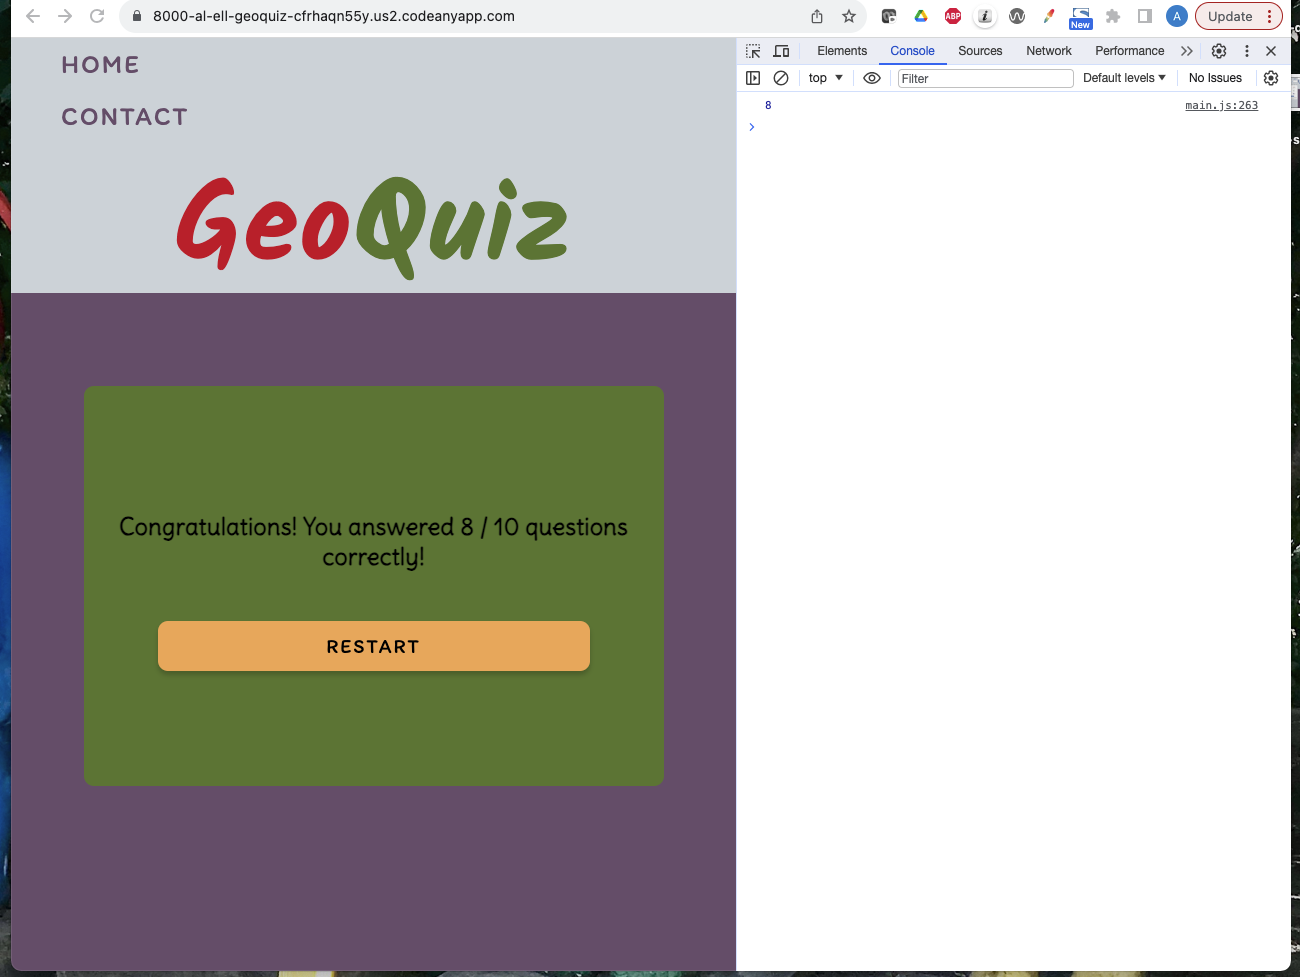 8000-al-ell-geoquiz-cfrhaqn55y.us2.codeanyapp.com
ABP
New
A
Update
HOME
CONTACT
GeoQuiz
Congratulations! You answered 8 / 10 questions
correctly!
RESTART
Elements Console Sources Network Performance
top Filter Default levels No Issues
8 main.js:263